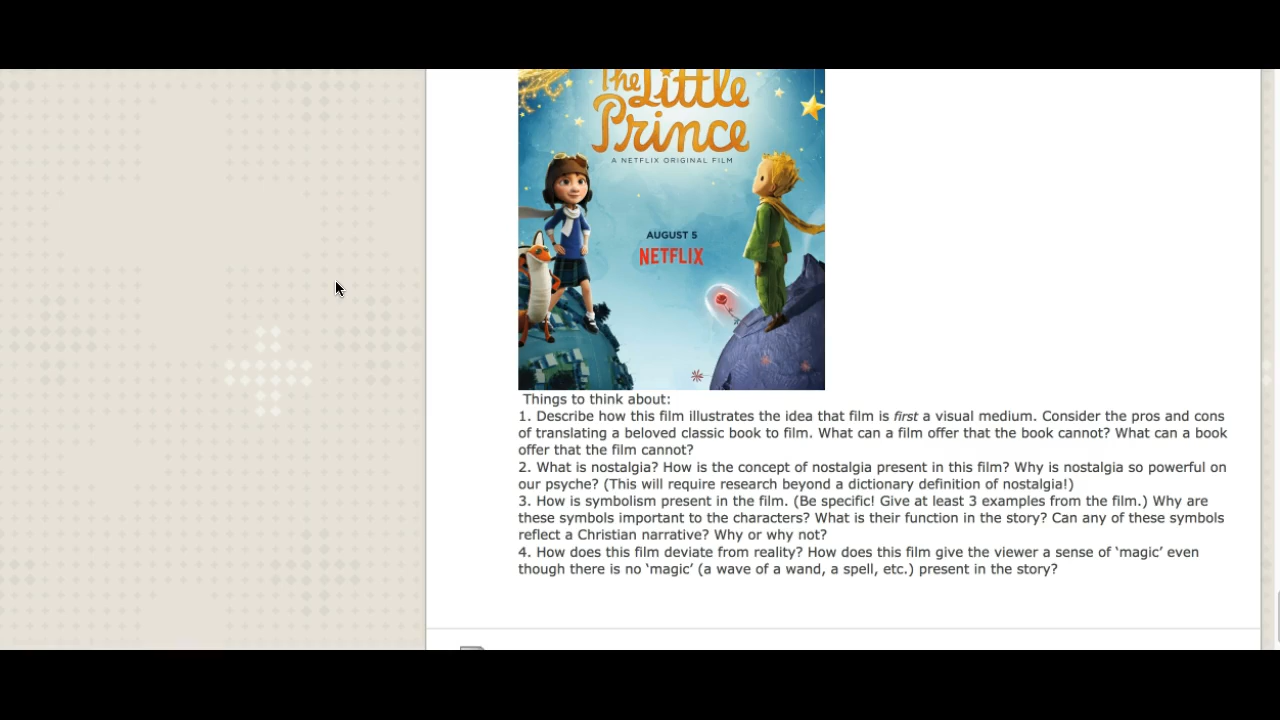 The Little
Prince
A NETFLIX ORIGINAL FILM
AUGUST 5
NETFLIX
Things to think about:
1. Describe how this film illustrates the idea that film is first a visual medium. Consider the pros and cons
of translating a beloved classic book to film. What can a film offer that the book cannot? What can a book
offer that the film cannot?
2. What is nostalgia? How is the concept of nostalgia present in this film? Why is nostalgia so powerful on
our psyche? (This will require research beyond a dictionary definition of nostalgia!)
3. How is symbolism present in the film. (Be specific! Give at least 3 examples from the film.) Why are
these symbols important to the characters? What is their function in the story? Can any of these symbols
reflect a Christian narrative? Why or why not?
4. How does this film deviate from reality? How does this film give the viewer a sense of ‘magic’ even
though there is no ‘magic’ (a wave of a wand, a spell, etc.) present in the story?